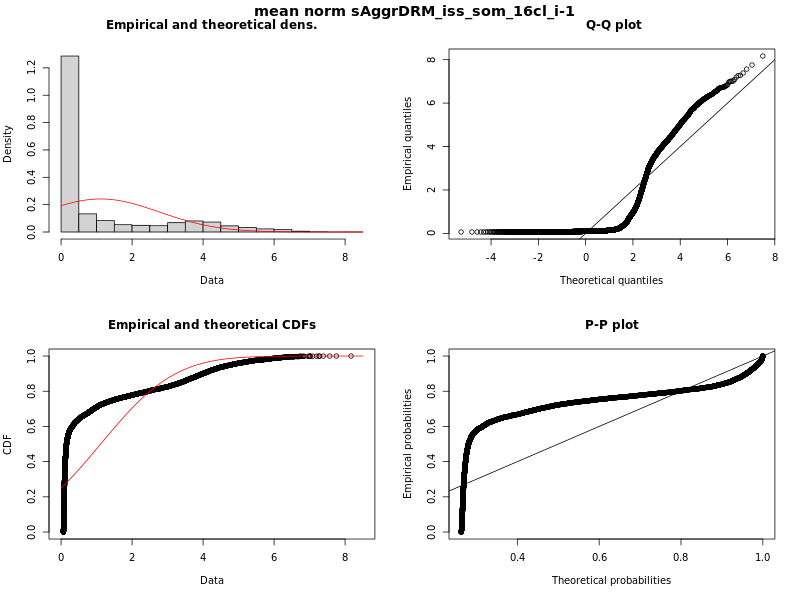 mean norm sAggrDRM_iss_som_16cl_i-1
Empirical and theoretical dens.
Density
0.0 0.2 0.4 0.6 0.8 1.0 1.2
0 2 4 6 8
Data
Q-Q plot
Empirical quantiles
0 2 4 6 8
-4 -2 0 2 4 6 8
Theoretical quantiles
Empirical and theoretical CDFs
CDF
0.0 0.2 0.4 0.6 0.8 1.0
0 2 4 6 8
Data
P-P plot
Empirical probabilities
0.0 0.2 0.4 0.6 0.8 1.0
0.4 0.6 0.8 1.0
Theoretical probabilities